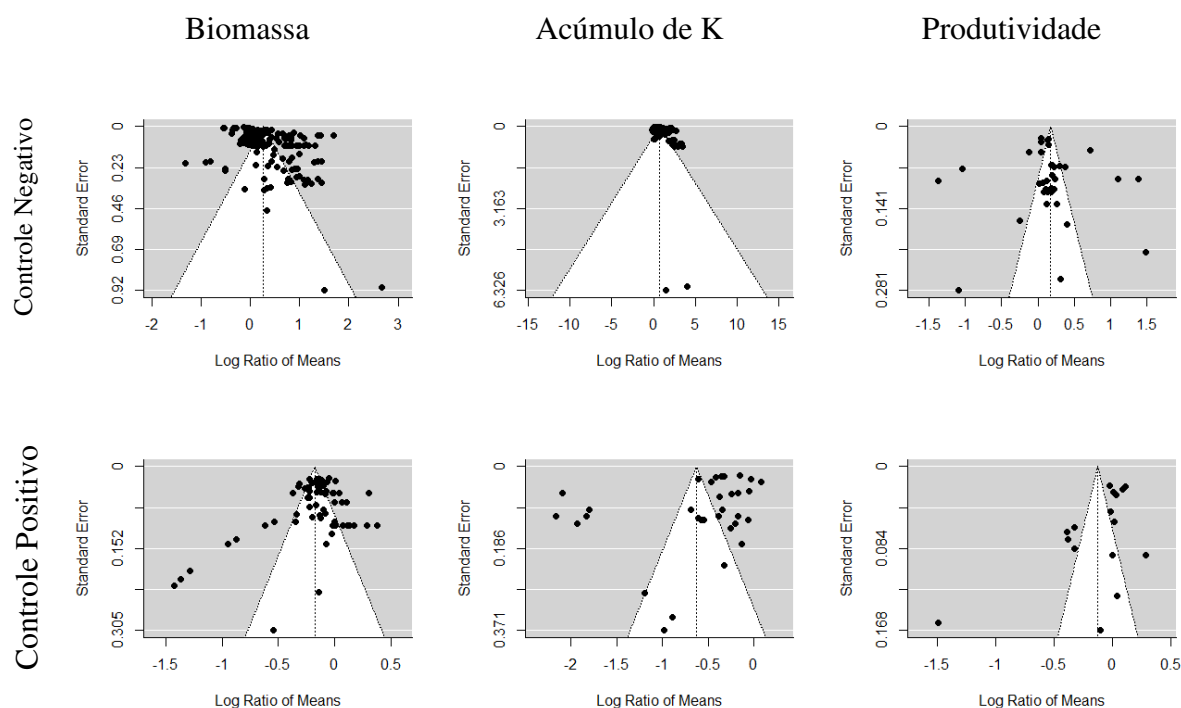 Biomassa
Acúmulo de K
Produtividade
Controle Negativo
Standard Error
0
0.23
0.46
0.69
0.92
-2 -1 0 1 2 3
Log Ratio of Means
Standard Error
0
3.163
6.326
-15 -10 -5 0 5 10 15
Log Ratio of Means
Standard Error
0
0.141
0.281
-1.5 -1 -0.5 0 0.5 1 1.5
Log Ratio of Means
Controle Positivo
Standard Error
0
0.152
0.305
-1.5 -1 -0.5 0 0.5
Log Ratio of Means
Standard Error
0
0.186
0.371
-2 -1.5 -1 -0.5 0
Log Ratio of Means
Standard Error
0
0.084
0.168
-1.5 -1 -0.5 0 0.5
Log Ratio of Means